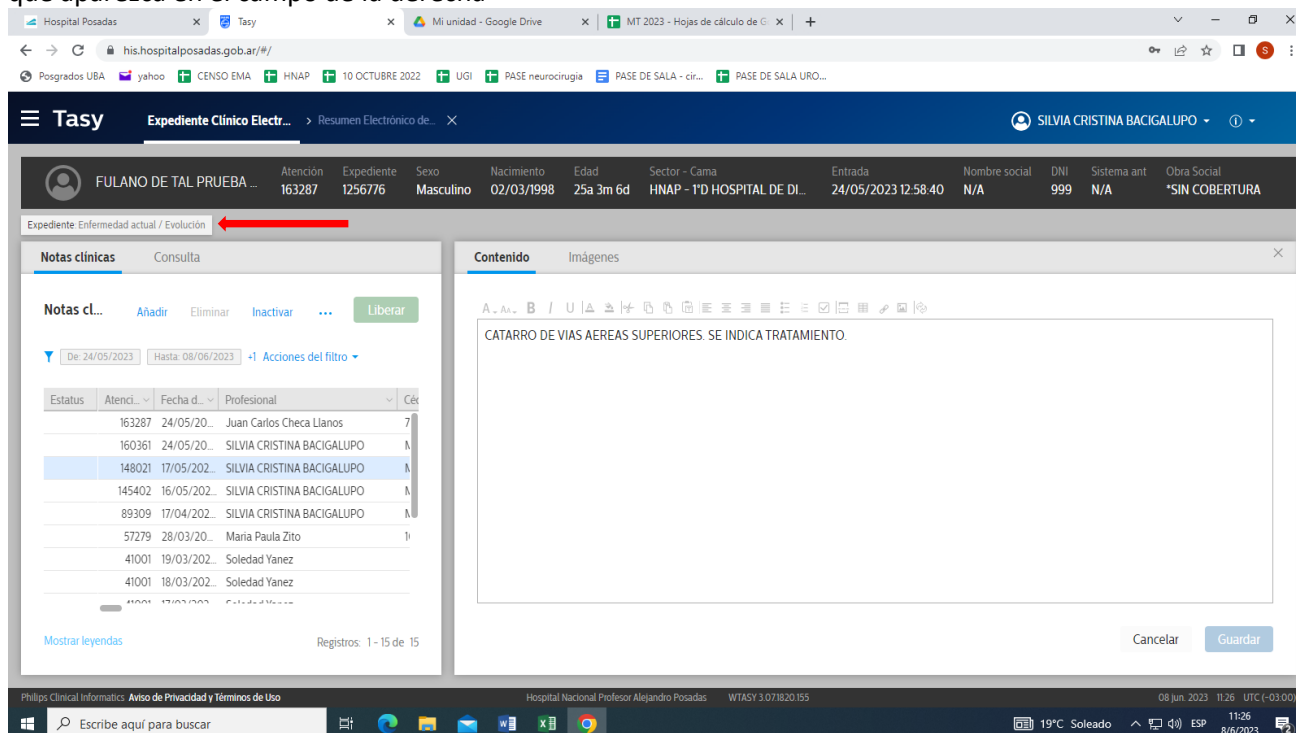 que aparezca en el campo de la derecha
Hospital Posadas
Tasy
Mi unidad - Google Drive
MT 2023 - Hojas de cálculo de G
his.hospitalposadas.gob.ar/#/
S
Posgrados UBA yahoo CENSO EMA HNAP 10 OCTUBRE 2022 UGI PASE neurocirugia PASE DE SALA - cir... PASE DE SALA URO...
Tasy
Expediente Clínico Electr... > Resumen Electrónico de...
SILVIA CRISTINA BACIGALUPO
FULANO DE TAL PRUEBA ...
Atención Expediente Sexo Nacimiento Edad Sector - Cama Entrada Nombre social DNI Sistema ant Obra Social
163287 1256776 Masculino 02/03/1998 25a 3m 6d HNAP - 1°D HOSPITAL DE DI... 24/05/2023 12:58:40 N/A 999 N/A *SIN COBERTURA
Expediente Enfermedad actual / Evolución
Notas clínicas Consulta
Notas cl... Añadir Eliminar Inactivar ... Liberar
De: 24/05/2023 Hasta: 08/06/2023 +1 Acciones del filtro
Estatus Atenci... Fecha d... Profesional Céd
163287 24/05/20... Juan Carlos Checa Llanos 7
160361 24/05/20... SILVIA CRISTINA BACIGALUPO
148021 17/05/202... SILVIA CRISTINA BACIGALUPO
145402 16/05/202... SILVIA CRISTINA BACIGALUPO
89309 17/04/202... SILVIA CRISTINA BACIGALUPO
57279 28/03/20... Maria Paula Zito
41001 19/03/202... Soledad Yanez
41001 18/03/202... Soledad Yanez
Mostrar leyendas
Registros: 1 - 15 de 15
Contenido Imágenes
CATARRO DE VIAS AEREAS SUPERIORES. SE INDICA TRATAMIENTO.
Cancelar Guardar
Philips Clinical Informatics Aviso de Privacidad y Términos de Uso
Hospital Nacional Profesor Alejandro Posadas WTASY 3.07.1820.155
08 jun. 2023 11:26 UTC (-03:00)
Escribe aquí para buscar
19°C Soleado
ESP
11:26
8/6/2023
2